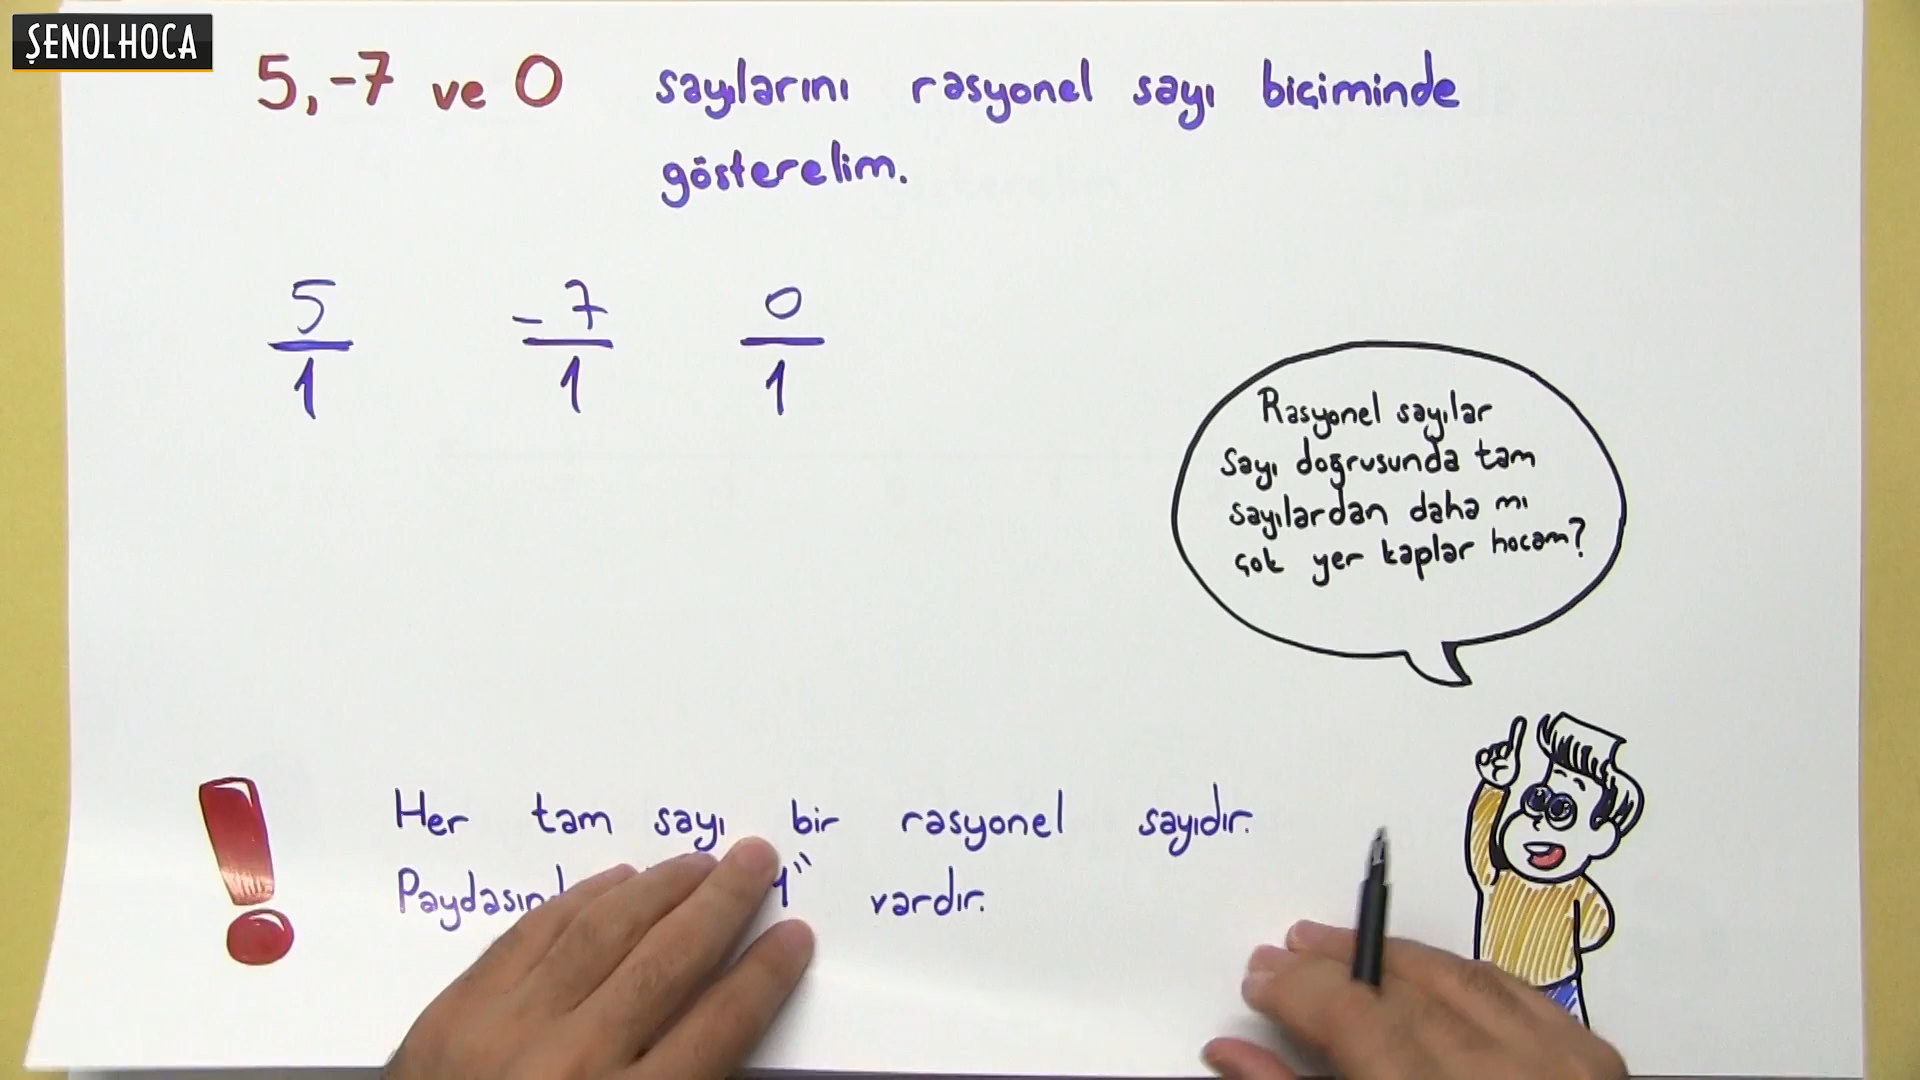 ŞENOLHOCA
5, -7 ve 0 sayılarını rasyonel sayı biçiminde
gösterelim.
5/1 -7/1 0/1
Rasyonel sayılar
sayı doğrusunda tam
sayılardan daha mı
çok yer kaplar hocam?
Her tam sayı bir rasyonel sayıdır.
1" vardır.